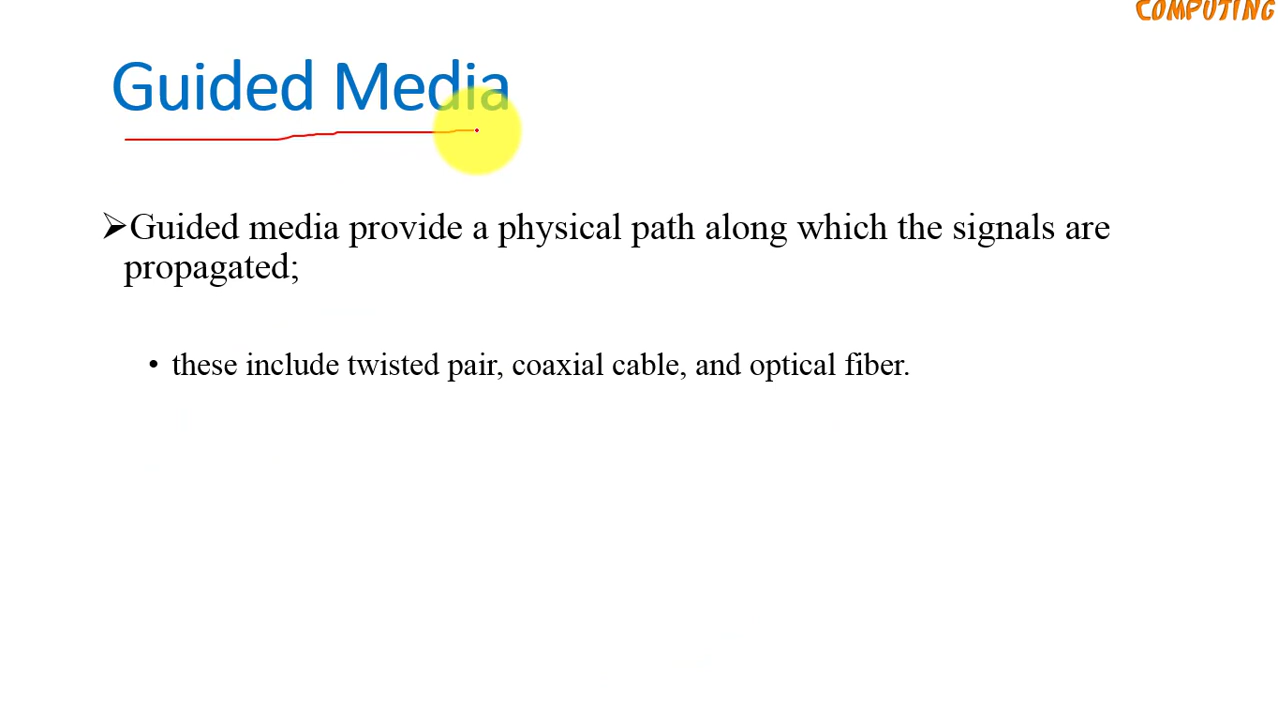 COMPUTING
Guided Media
➢Guided media provide a physical path along which the signals are
propagated;
• these include twisted pair, coaxial cable, and optical fiber.